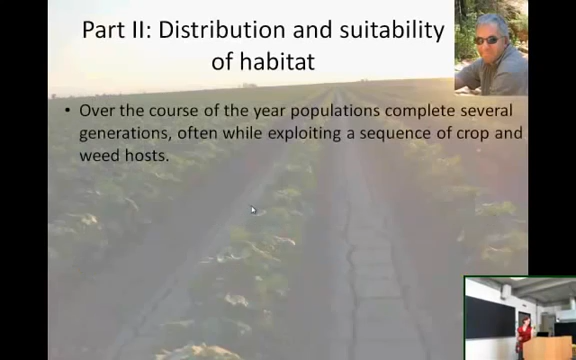 Part II: Distribution and suitability
of habitat
• Over the course of the year populations complete several
generations, often while exploiting a sequence of crop and
weed hosts.